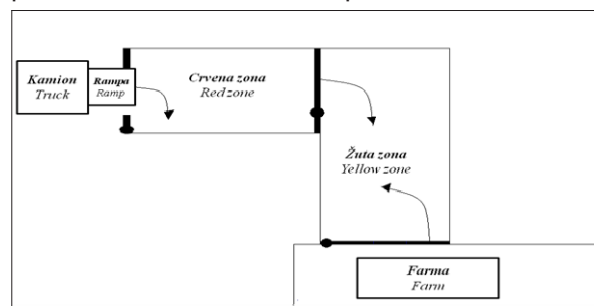 Kamion
Truck
Rampa
Ramp
Crvena zona
Red zone
Žuta zona
Yellow zone
Farma
Farm